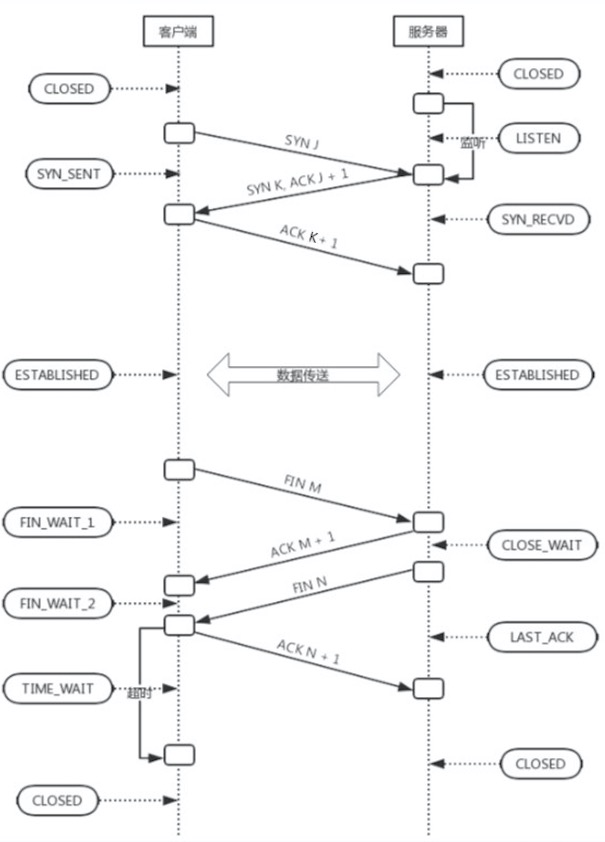 客户端
服务器
CLOSED
CLOSED
监听
LISTEN
SYN J
SYN_SENT
SYN K, ACK J + 1
SYN_RECVD
ACK K + 1
ESTABLISHED
数据传送
ESTABLISHED
FIN M
FIN_WAIT_1
ACK M + 1
CLOSE_WAIT
FIN N
FIN_WAIT_2
ACK N + 1
LAST_ACK
TIME_WAIT
超时
CLOSED
CLOSED